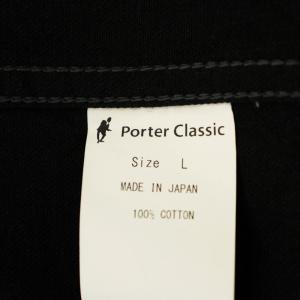 Porter Classic
Size L
MADE IN JAPAN
100% COTTON